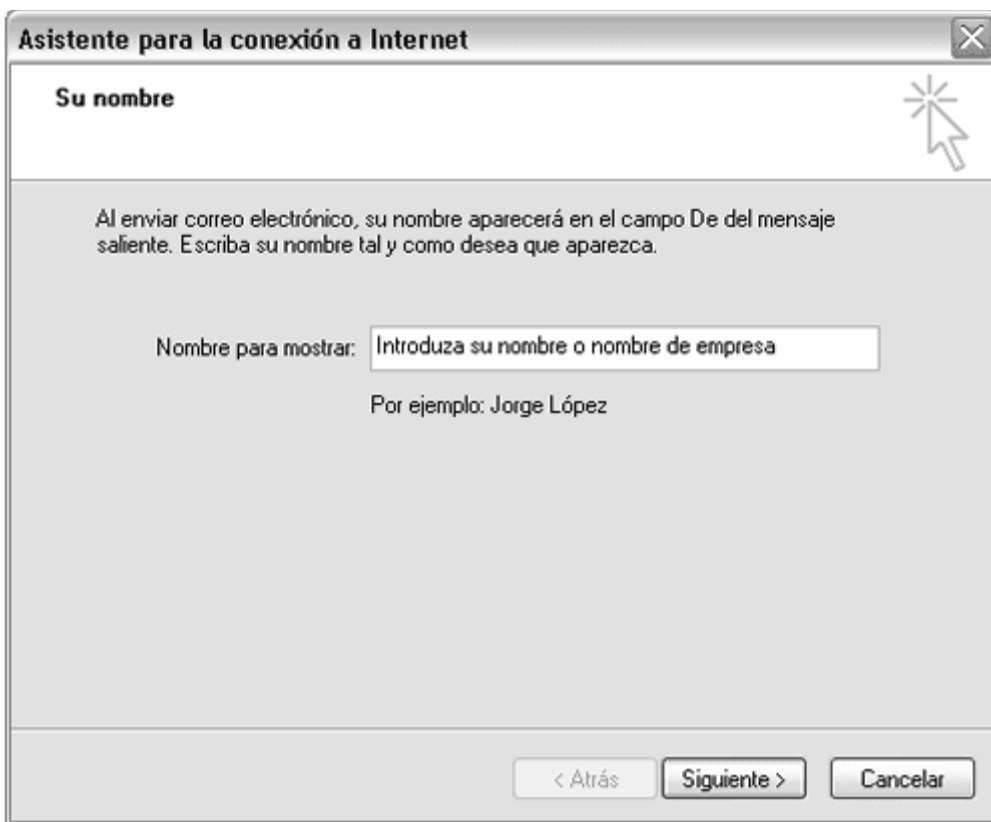 Asistente para la conexión a Internet
Su nombre
Al enviar correo electrónico, su nombre aparecerá en el campo De del mensaje
saliente. Escriba su nombre tal y como desea que aparezca.
Nombre para mostrar: Introduza su nombre o nombre de empresa
Por ejemplo: Jorge López
< Atrás Siguiente > Cancelar